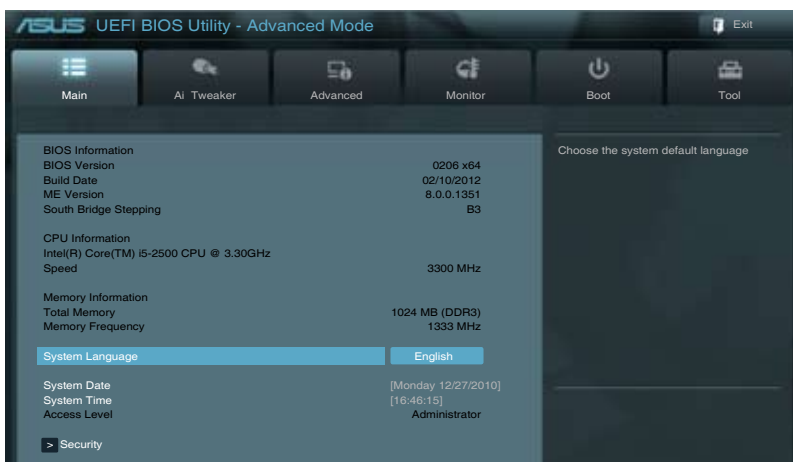 ASUS UEFI BIOS Utility - Advanced Mode
Exit
Main
Ai Tweaker
Advanced
Monitor
Boot
Tool
BIOS Information
BIOS Version 0206 x64
Build Date 02/10/2012
ME Version 8.0.0.1351
South Bridge Stepping B3
CPU Information
Intel(R) Core(TM) i5-2500 CPU @ 3.30GHz
Speed 3300 MHz
Memory Information
Total Memory 1024 MB (DDR3)
Memory Frequency 1333 MHz
System Language English
System Date [Monday 12/27/2010]
System Time [16:46:15]
Access Level Administrator
> Security
Choose the system default language